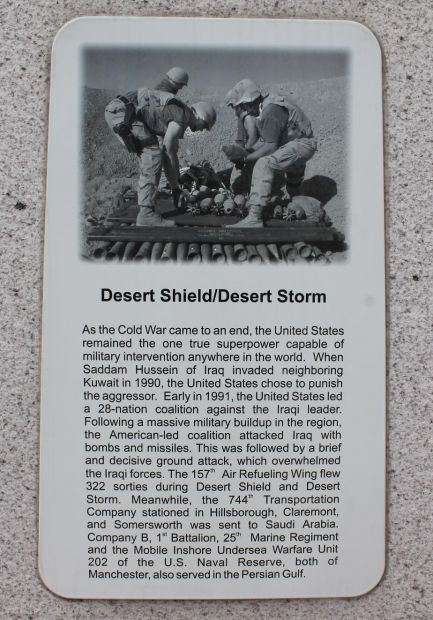 Desert Shield/Desert Storm
As the Cold War came to an end, the United States
remained the one true superpower capable of
military intervention anywhere in the world. When
Saddam Hussein of Iraq invaded neighboring
Kuwait in 1990, the United States chose to punish
the aggressor. Early in 1991, the United States led
a 28-nation coalition against the Iraqi leader.
Following a massive military buildup in the region,
the American-led coalition attacked Iraq with
bombs and missiles. This was followed by a brief
and decisive ground attack, which overwhelmed
the Iraqi forces. The 157th Air Refueling Wing flew
322 sorties during Desert Shield and Desert
Storm. Meanwhile, the 744th Transportation
Company stationed in Hillsborough, Claremont,
and Somersworth was sent to Saudi Arabia.
Company B, 1st Battalion, 25th Marine Regiment
and the Mobile Inshore Undersea Warfare Unit
202 of the U.S. Naval Reserve, both of
Manchester, also served in the Persian Gulf.